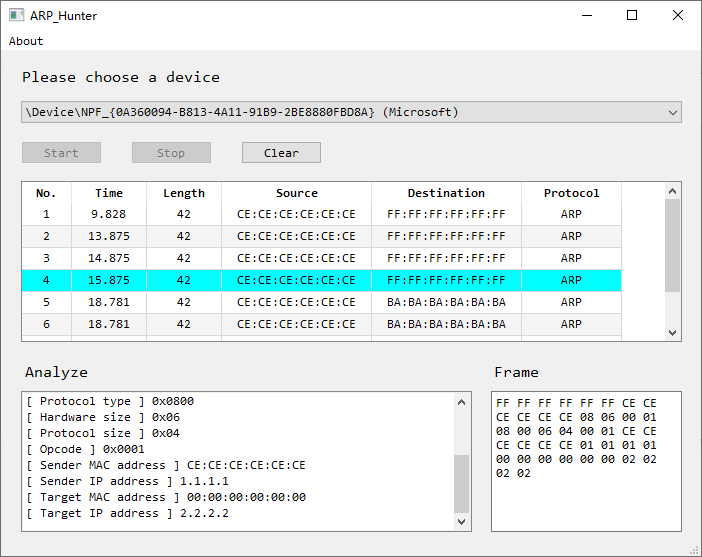 ARP_Hunter
About
Please choose a device
\Device\NPF_{0A360094-B813-4A11-91B9-2BE8880FBD8A} (Microsoft)
Start Stop Clear
No. Time Length Source Destination Protocol
1 9.828 42 CE:CE:CE:CE:CE:CE FF:FF:FF:FF:FF:FF ARP
2 13.875 42 CE:CE:CE:CE:CE:CE FF:FF:FF:FF:FF:FF ARP
3 14.875 42 CE:CE:CE:CE:CE:CE FF:FF:FF:FF:FF:FF ARP
4 15.875 42 CE:CE:CE:CE:CE:CE FF:FF:FF:FF:FF:FF ARP
5 18.781 42 CE:CE:CE:CE:CE:CE BA:BA:BA:BA:BA:BA ARP
6 18.781 42 CE:CE:CE:CE:CE:CE BA:BA:BA:BA:BA:BA ARP
Analyze
[ Protocol type ] 0x0800
[ Hardware size ] 0x06
[ Protocol size ] 0x04
[ Opcode ] 0x0001
[ Sender MAC address ] CE:CE:CE:CE:CE:CE
[ Sender IP address ] 1.1.1.1
[ Target MAC address ] 00:00:00:00:00:00
[ Target IP address ] 2.2.2.2
Frame
FF FF FF FF FF FF CE CE
CE CE CE CE 08 06 00 01
08 00 06 04 00 01 CE CE
CE CE CE CE 01 01 01 01
00 00 00 00 00 00 02 02
02 02